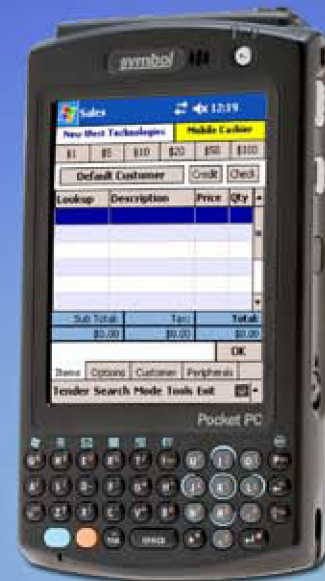 symbol
Sales 12:19
New West Technologies Mobile Cashier
$1 $5 $10 $20 $50 $100
Default Customer Credit Check
Lookup Description Price Qty
Sub Total: Tax: Total:
$0.00 $0.00 $0.00
OK
Items Options Customer Peripherals
Tender Search Mode Tools Exit
Pocket PC
SPACE